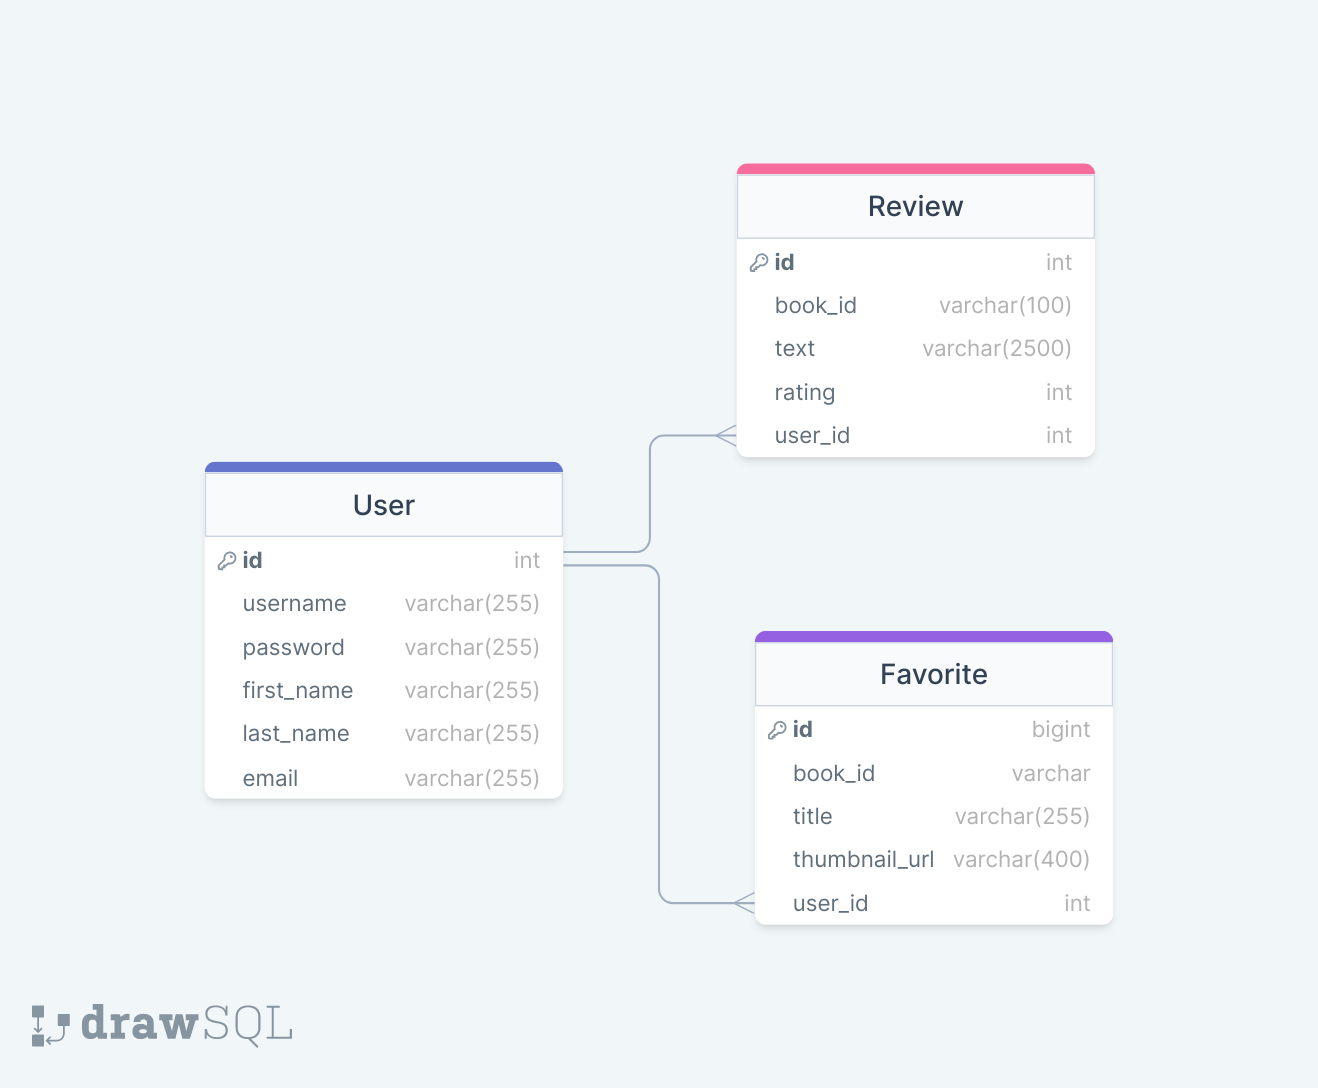 Review
id int
book_id varchar(100)
text varchar(2500)
rating int
user_id int
User
id int
username varchar(255)
password varchar(255)
first_name varchar(255)
last_name varchar(255)
email varchar(255)
Favorite
id bigint
book_id varchar
title varchar(255)
thumbnail_url varchar(400)
user_id int
drawSQL